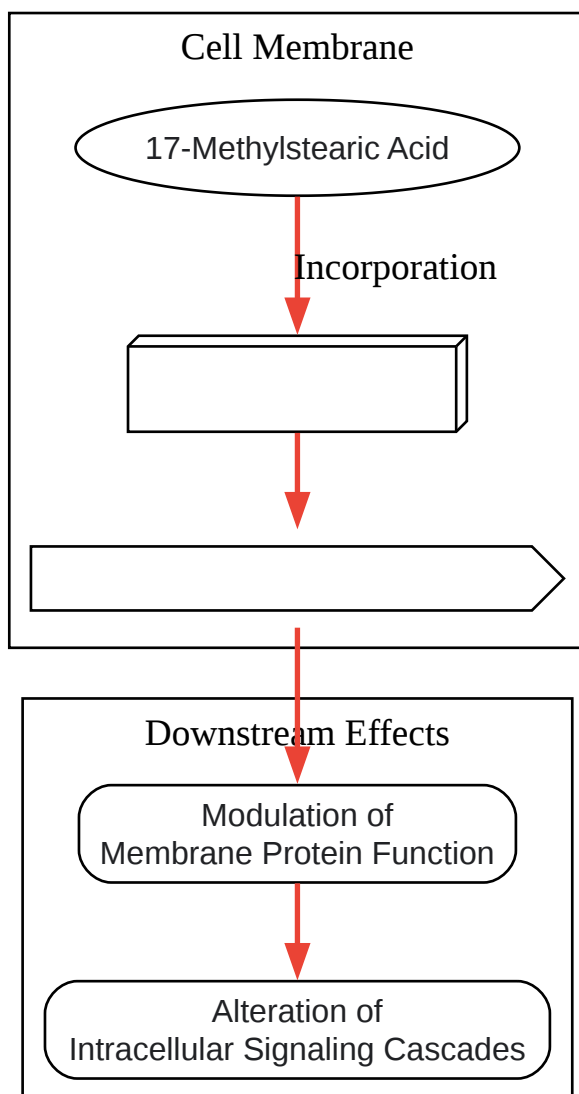 Cell Membrane
17-Methylstearic Acid
Incorporation
Downstream Effects
Modulation of
Membrane Protein Function
Alteration of
Intracellular Signaling Cascades